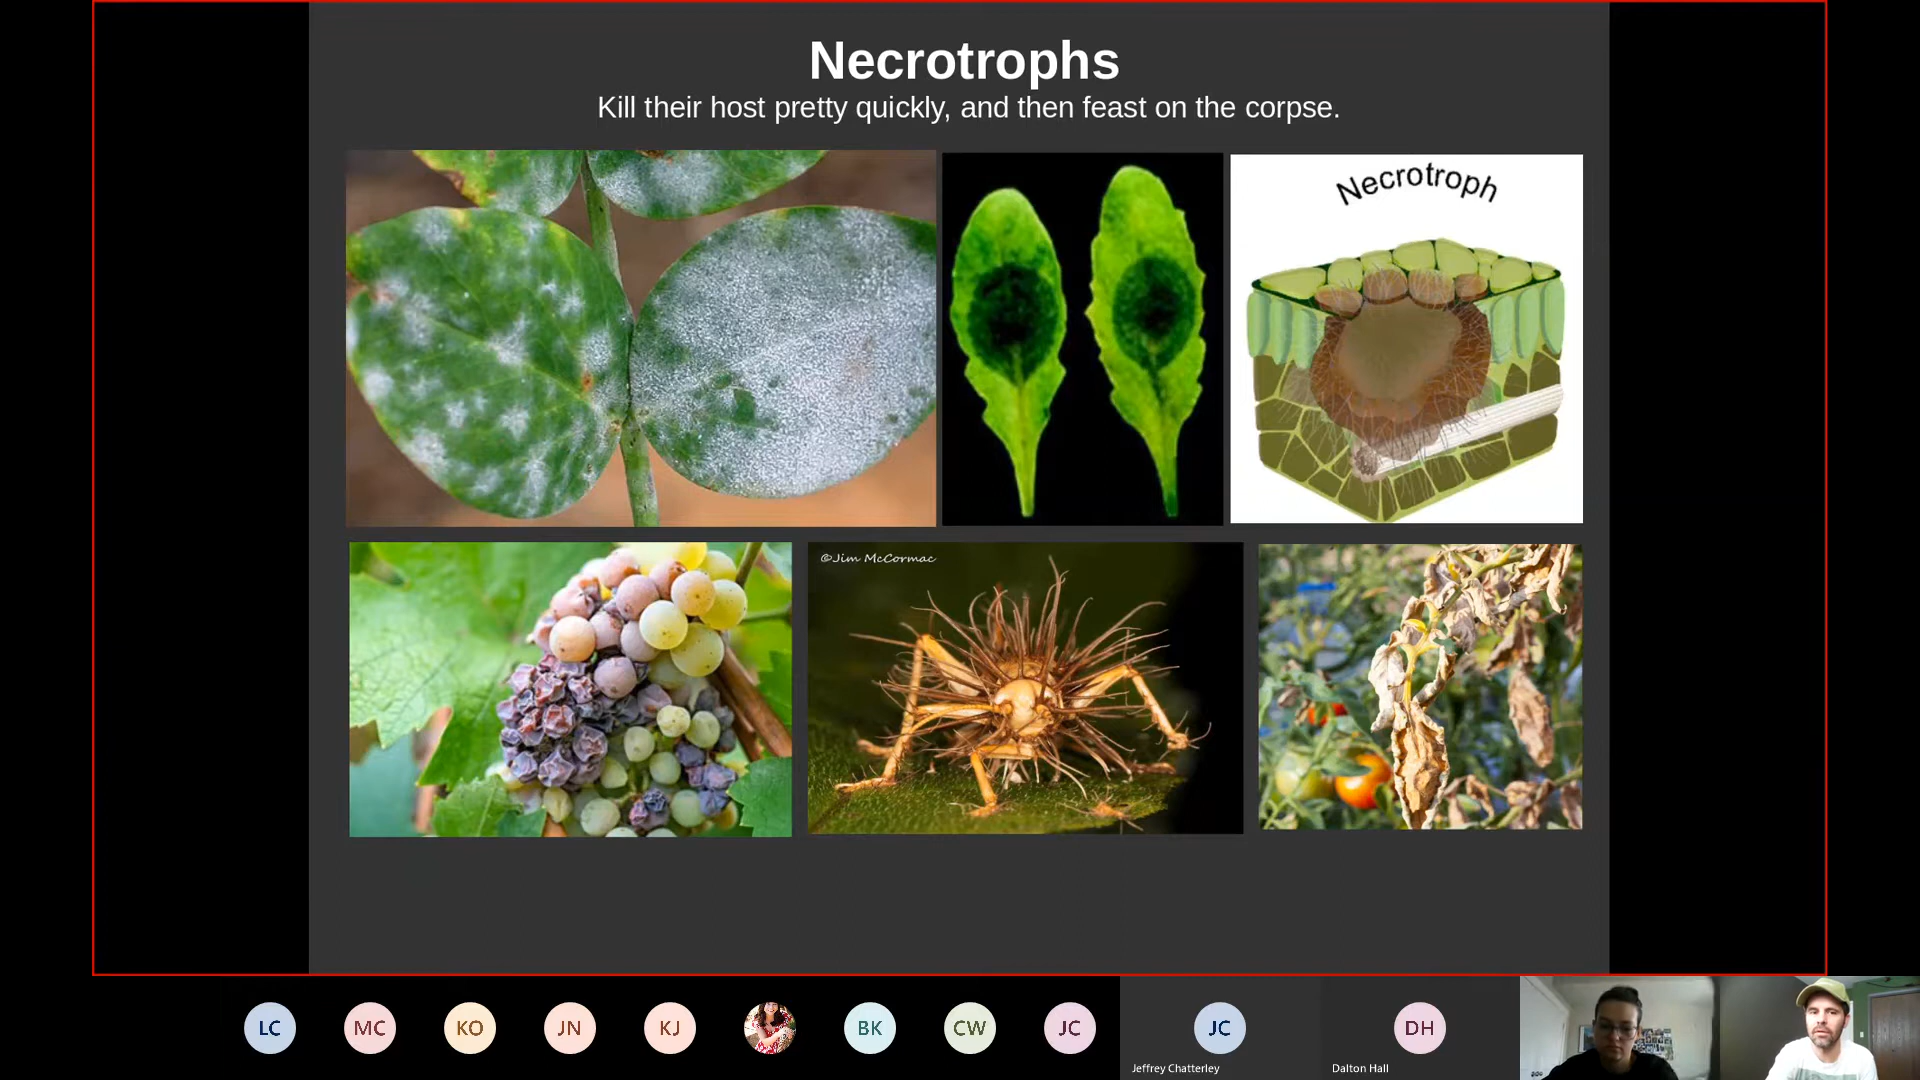 Necrotrophs
Kill their host pretty quickly, and then feast on the corpse.
Necrotroph
©Jim McCormac
LC
MC
KO
JN
KJ
BK
CW
JC
JC
DH
Jeffrey Chatterley
Dalton Hall